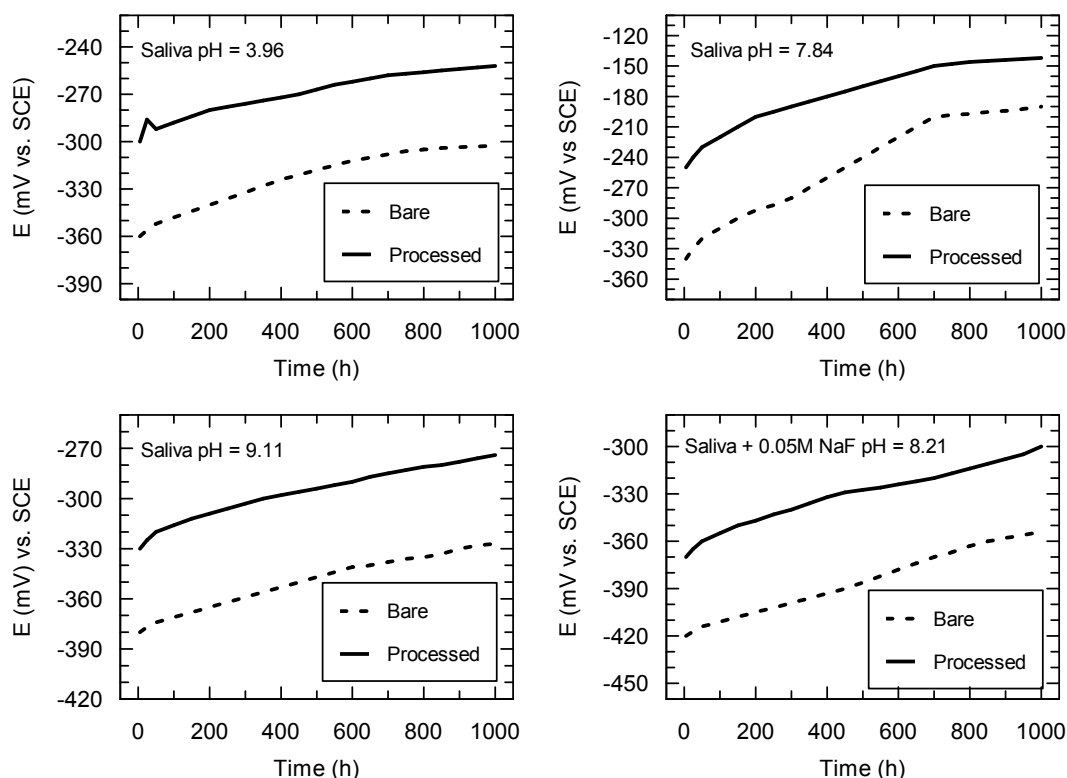 Saliva pH = 3.96
E (mV vs. SCE)
-240
-270
-300
-330
-360
-390
Bare
Processed
0 200 400 600 800 1000
Time (h)
Saliva pH = 7.84
E (mV vs SCE)
-120
-150
-190
-210
-250
-270
-300
-330
-360
Bare
Processed
0 200 400 600 800 1000
Time (h)
Saliva pH = 9.11
E (mV) vs. SCE
-270
-300
-330
-360
-380
-420
Bare
Processed
0 200 400 600 800 1000
Time (h)
Saliva + 0.05M NaF pH = 8.21
E (mV vs. SCE)
-300
-330
-360
-390
-420
-450
Bare
Processed
0 200 400 600 800 1000
Time (h)